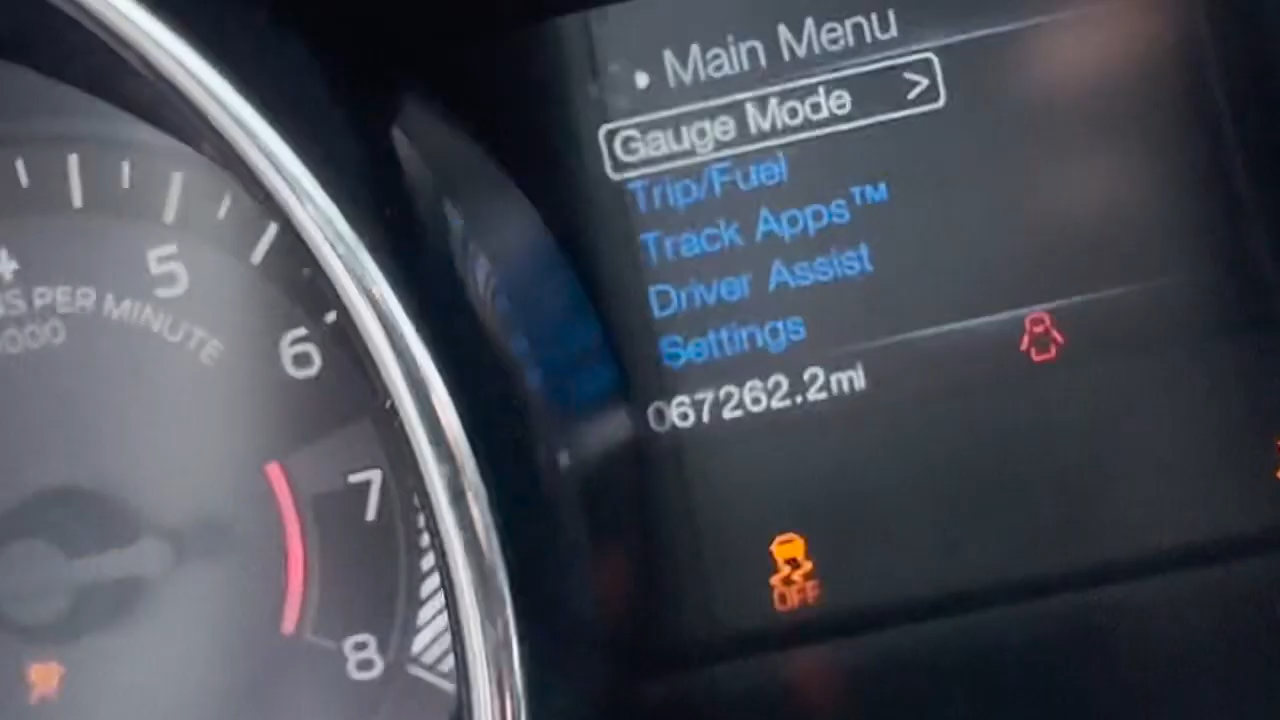 • Main Menu
Gauge Mode >
Trip/Fuel
Track Apps™
Driver Assist
Settings
067262.2mi
OFF
5
6
7
8
PER MINUTE
000